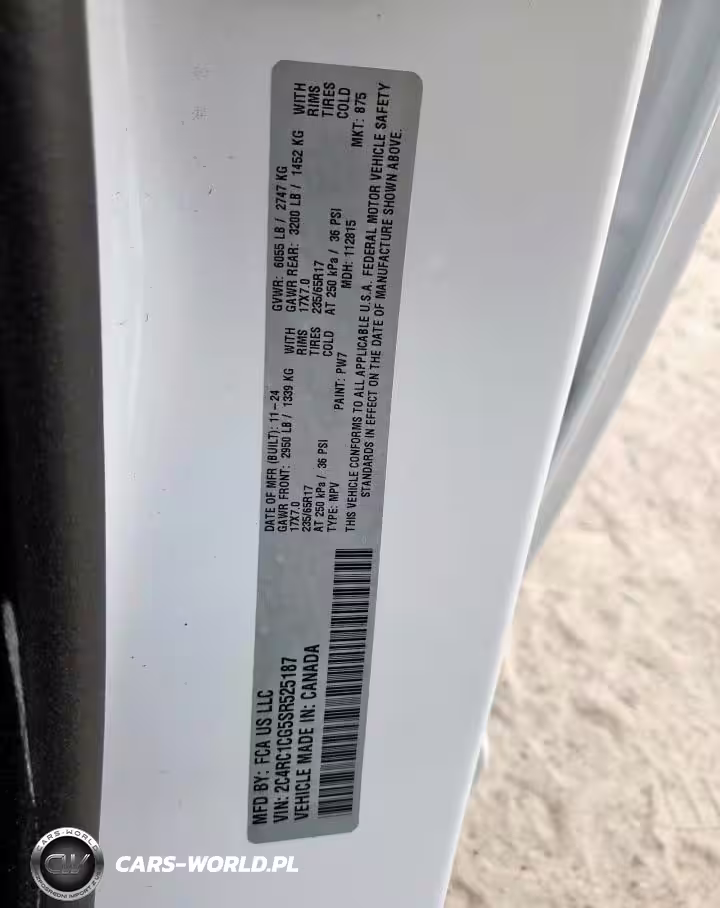 MFD BY: FCA US LLC
VIN: 2C4RC1CG5SR525187
VEHICLE MADE IN: CANADA
DATE OF MFR (BUILT): 11-24
GAWR FRONT: 2950 LB / 1339 KG WITH
17X7.0 RIMS
235/65R17 TIRES
AT 250 kPa / 36 PSI COLD
TYPE: MPV PAINT: PW7
GVWR: 6055 LB / 2747 KG
GAWR REAR: 3200 LB / 1452 KG WITH
17X7.0 RIMS
235/65R17 TIRES
AT 250 kPa / 36 PSI COLD
MDH: 112815 MKT: 875
THIS VEHICLE CONFORMS TO ALL APPLICABLE U.S.A. FEDERAL MOTOR VEHICLE SAFETY
STANDARDS IN EFFECT ON THE DATE OF MANUFACTURE SHOWN ABOVE.
CARS-WORLD
CW
CARS-WORLD.PL